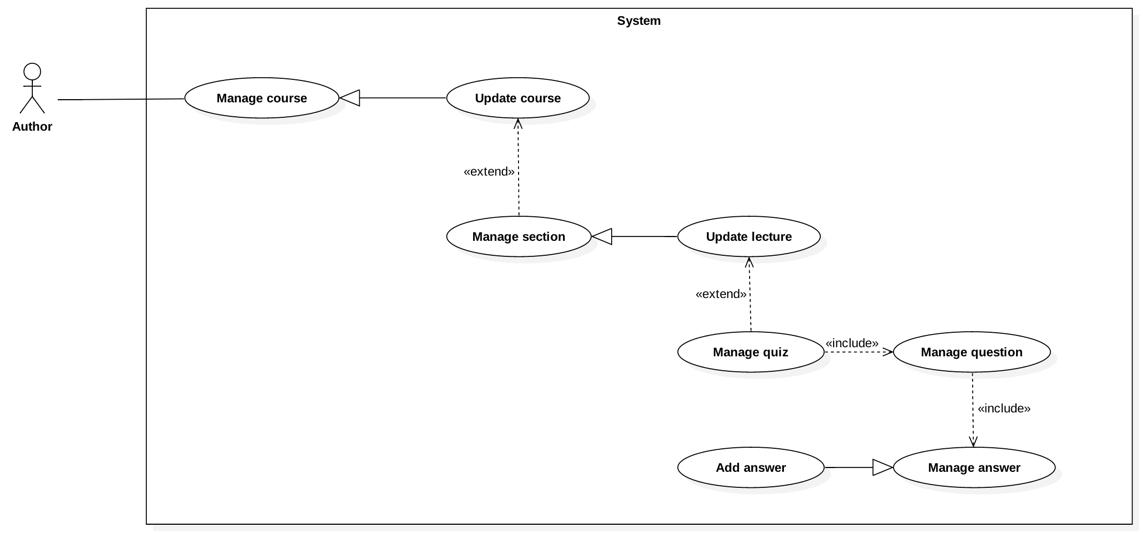 System
Manage course
Update course
Author
«extend»
Manage section
Update lecture
«extend»
«include»
Manage quiz
Manage question
«include»
Add answer
Manage answer